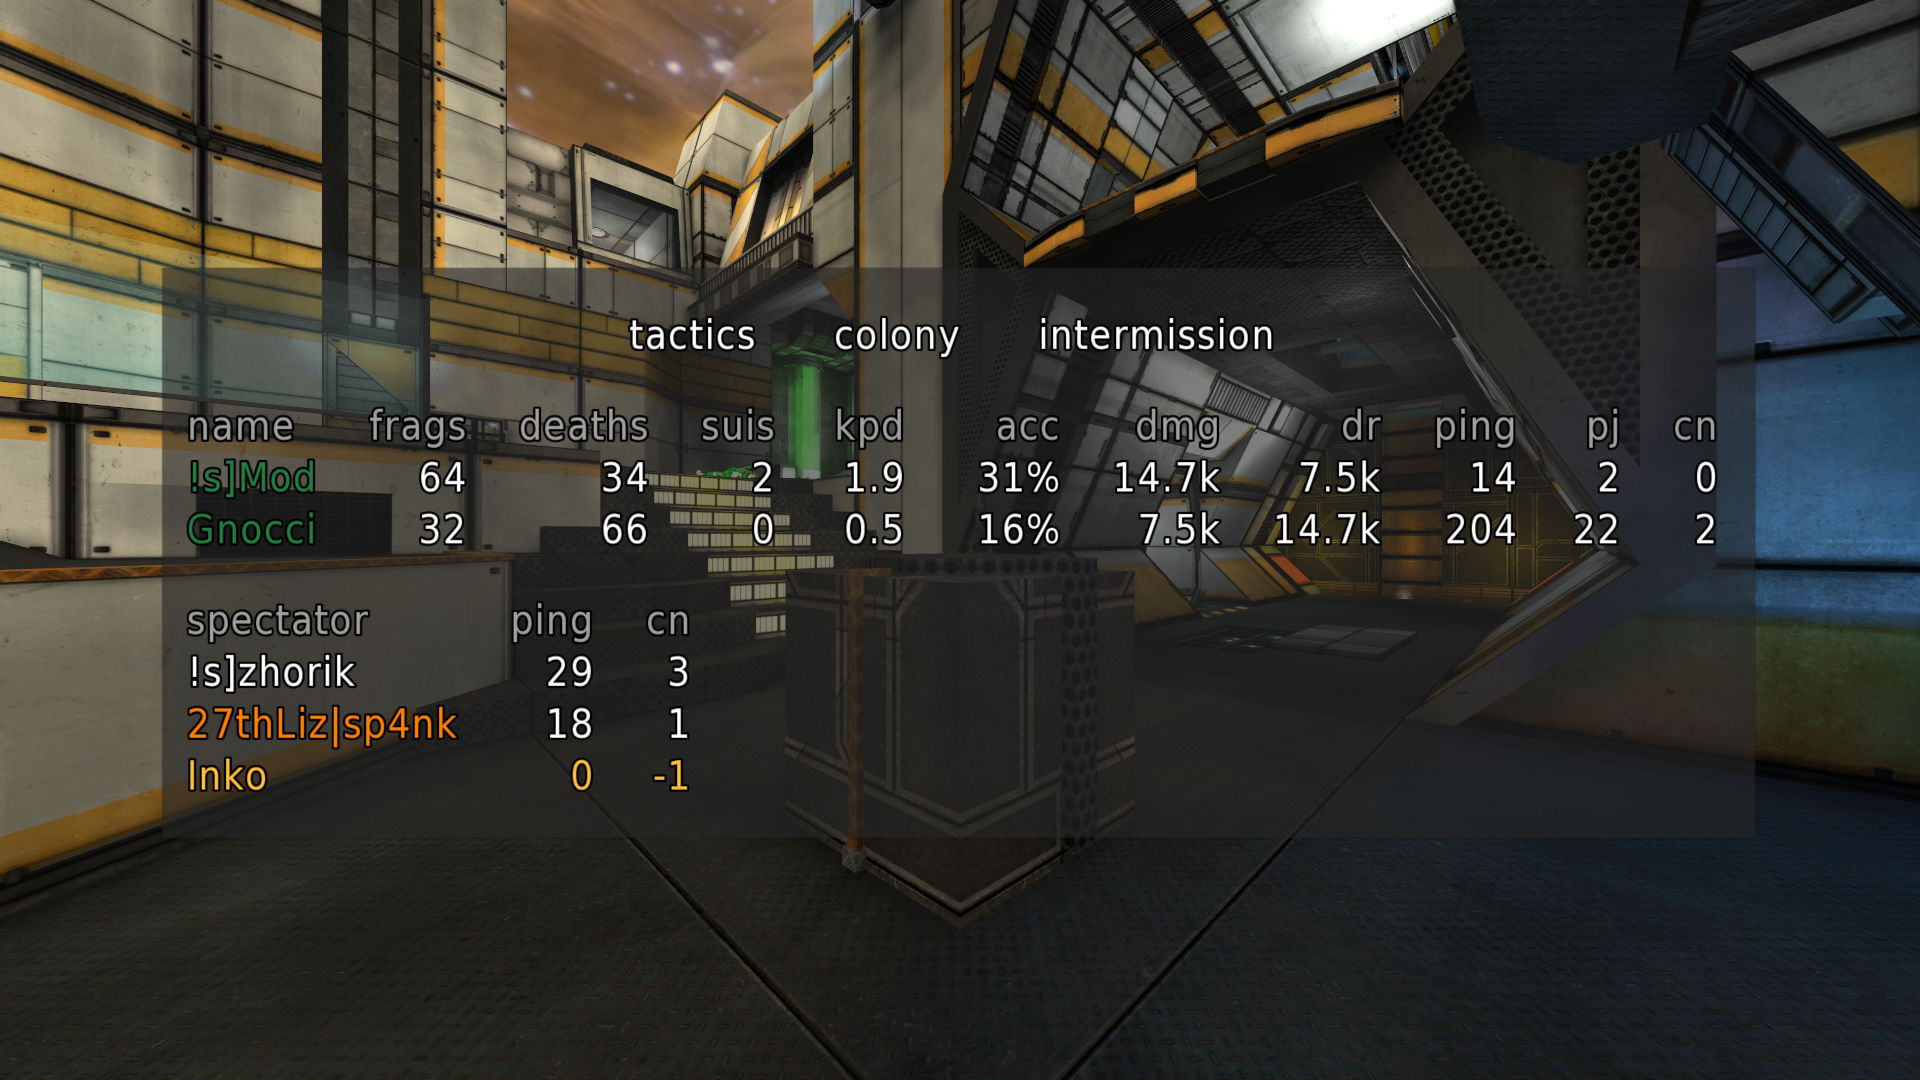 tactics colony intermission
name frags deaths suis kpd acc dmg dr ping pj cn
!s]Mod 64 34 2 1.9 31% 14.7k 7.5k 14 2 0
Gnocci 32 66 0 0.5 16% 7.5k 14.7k 204 22 2
spectator ping cn
!s]zhorik 29 3
27thLiz|sp4nk 18 1
Inko 0 -1